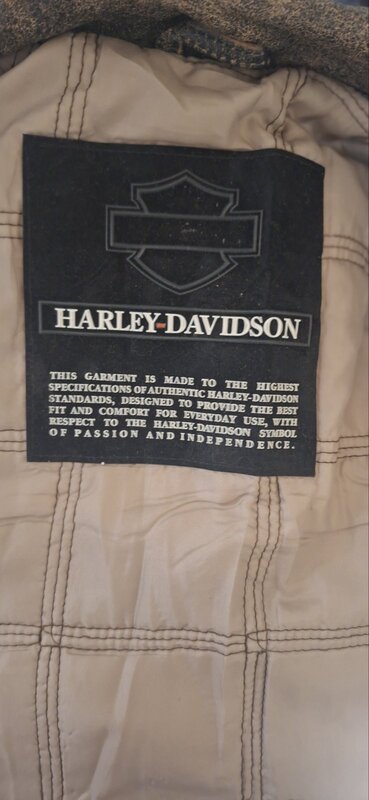 HARLEY-DAVIDSON
THIS GARMENT IS MADE TO THE HIGHEST
SPECIFICATIONS OF AUTHENTIC HARLEY-DAVIDSON
STANDARDS, DESIGNED TO PROVIDE THE BEST
FIT AND COMFORT FOR EVERYDAY USE, WITH
RESPECT TO THE HARLEY-DAVIDSON SYMBOL
OF PASSION AND INDEPENDENCE.